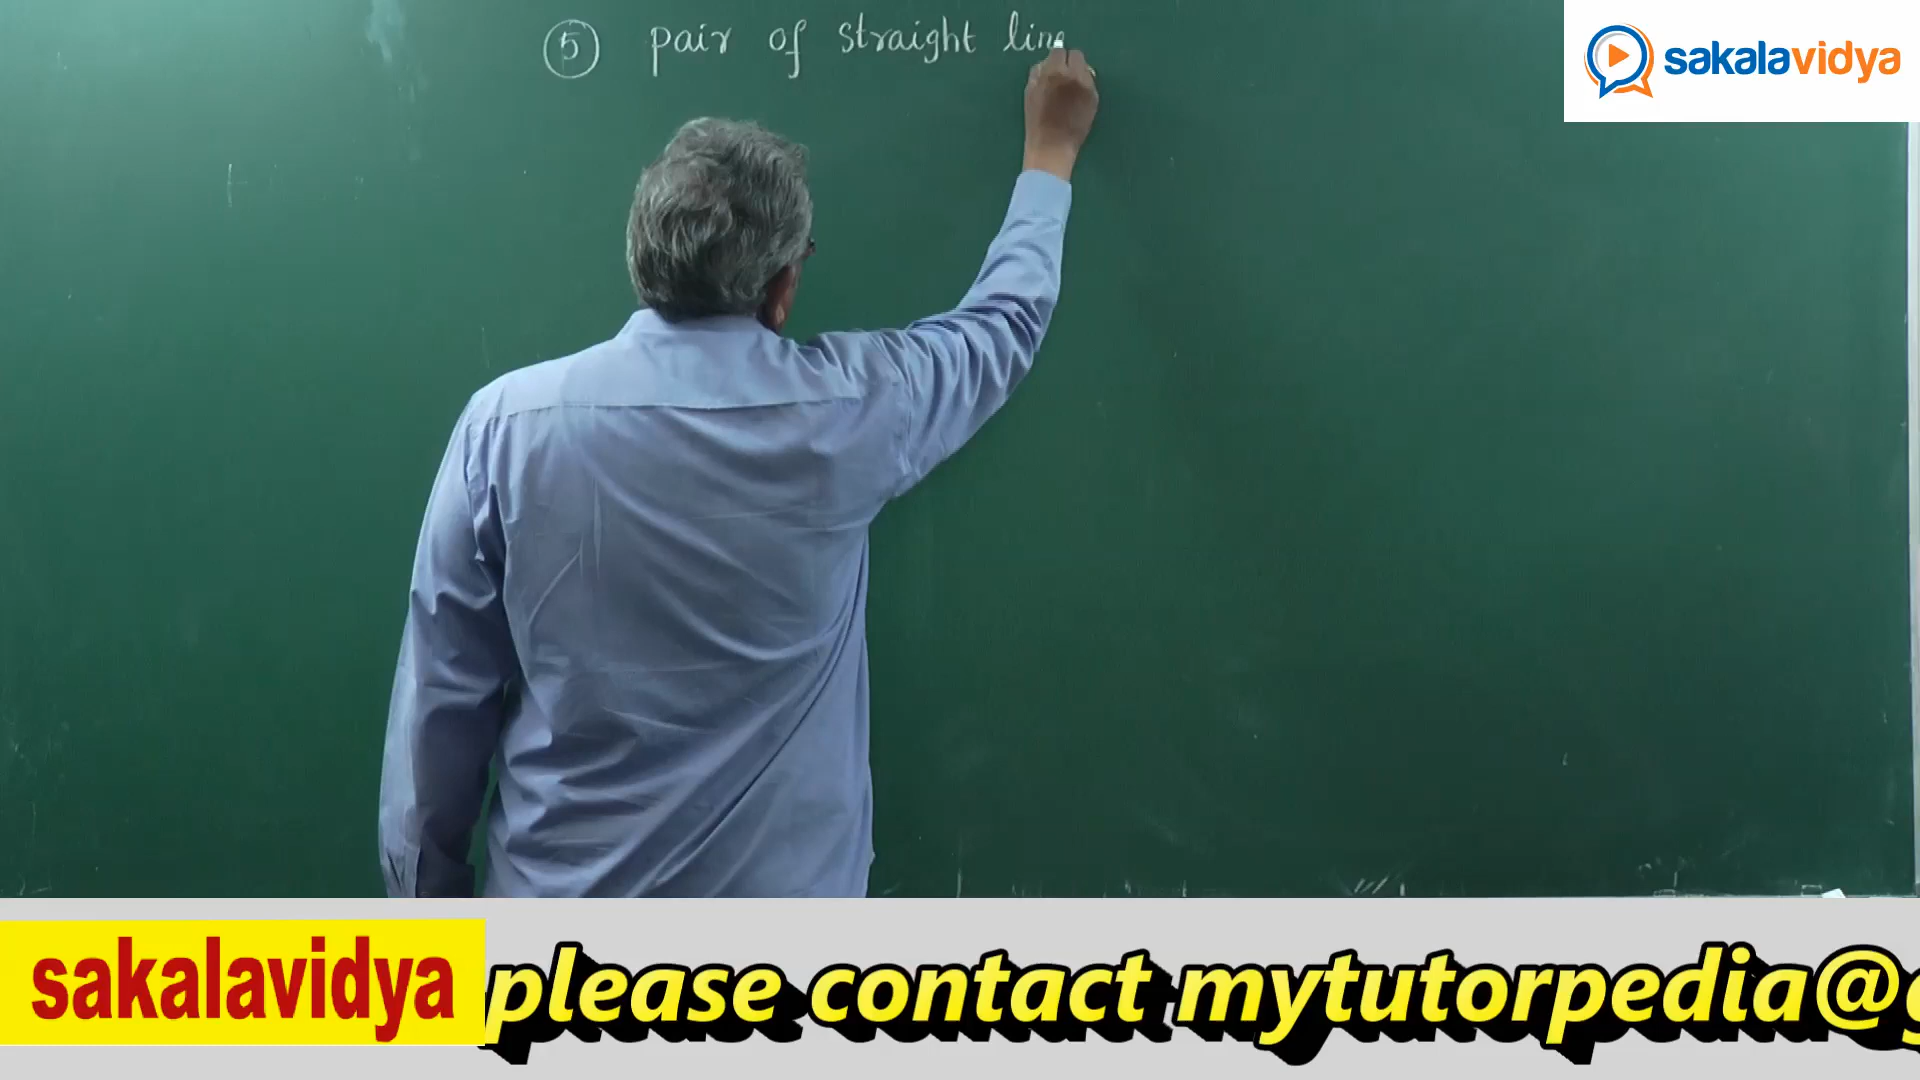 ⑤ pair of straight line
sakalavidya
sakalavidya
please contact mytutorpedia@g